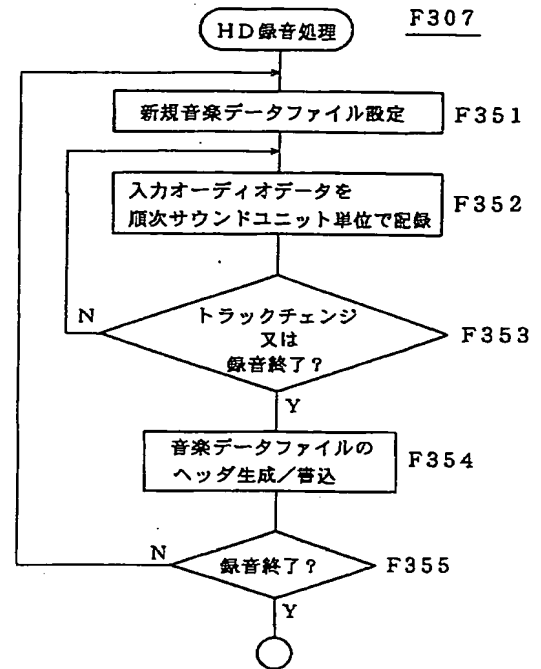 HD録音処理
F307
新規音楽データファイル設定
F351
入力オーディオデータを
順次サウンドユニット単位で記録
F352
N
トラックチェンジ
又は
録音終了?
F353
Y
音楽データファイルの
ヘッダ生成/書込
F354
N
録音終了?
F355
Y